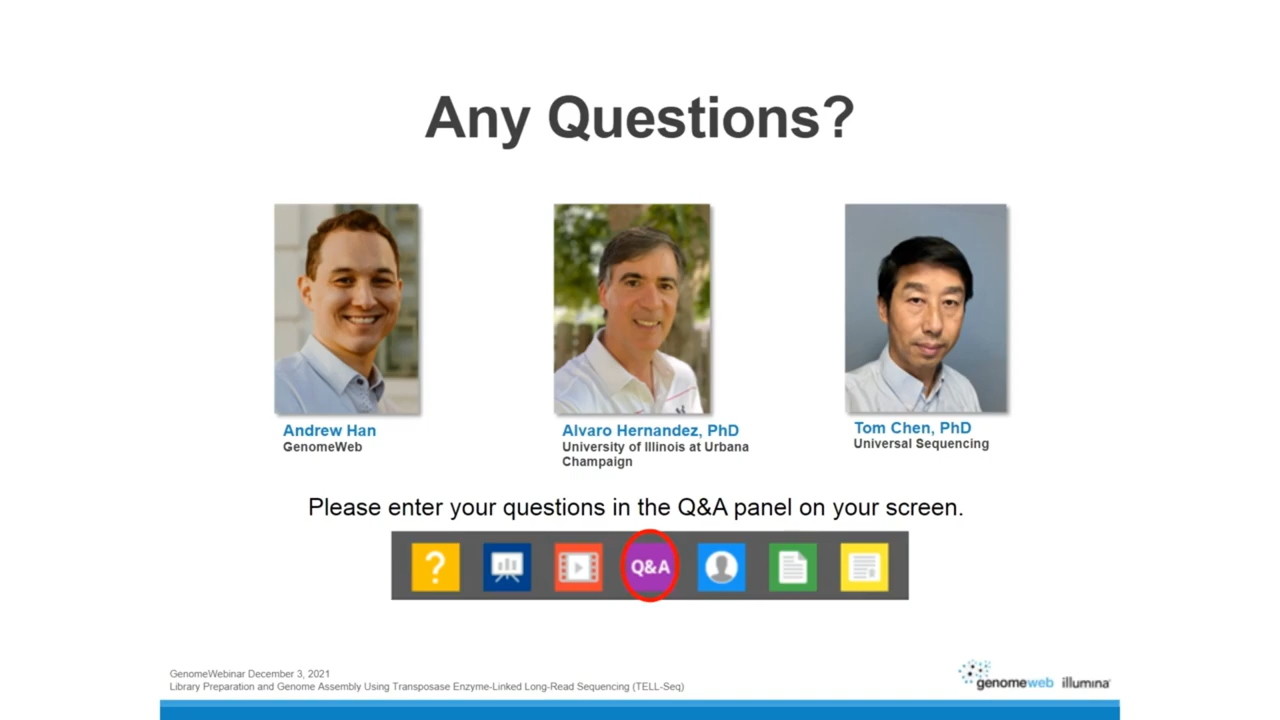 Any Questions?
Andrew Han
GenomeWeb
Alvaro Hernandez, PhD
University of Illinois at Urbana
Champaign
Tom Chen, PhD
Universal Sequencing
Please enter your questions in the Q&A panel on your screen.
?
Q&A
GenomeWebinar December 3, 2021
Library Preparation and Genome Assembly Using Transposase Enzyme-Linked Long-Read Sequencing (TELL-Seq)
genomeweb illumina